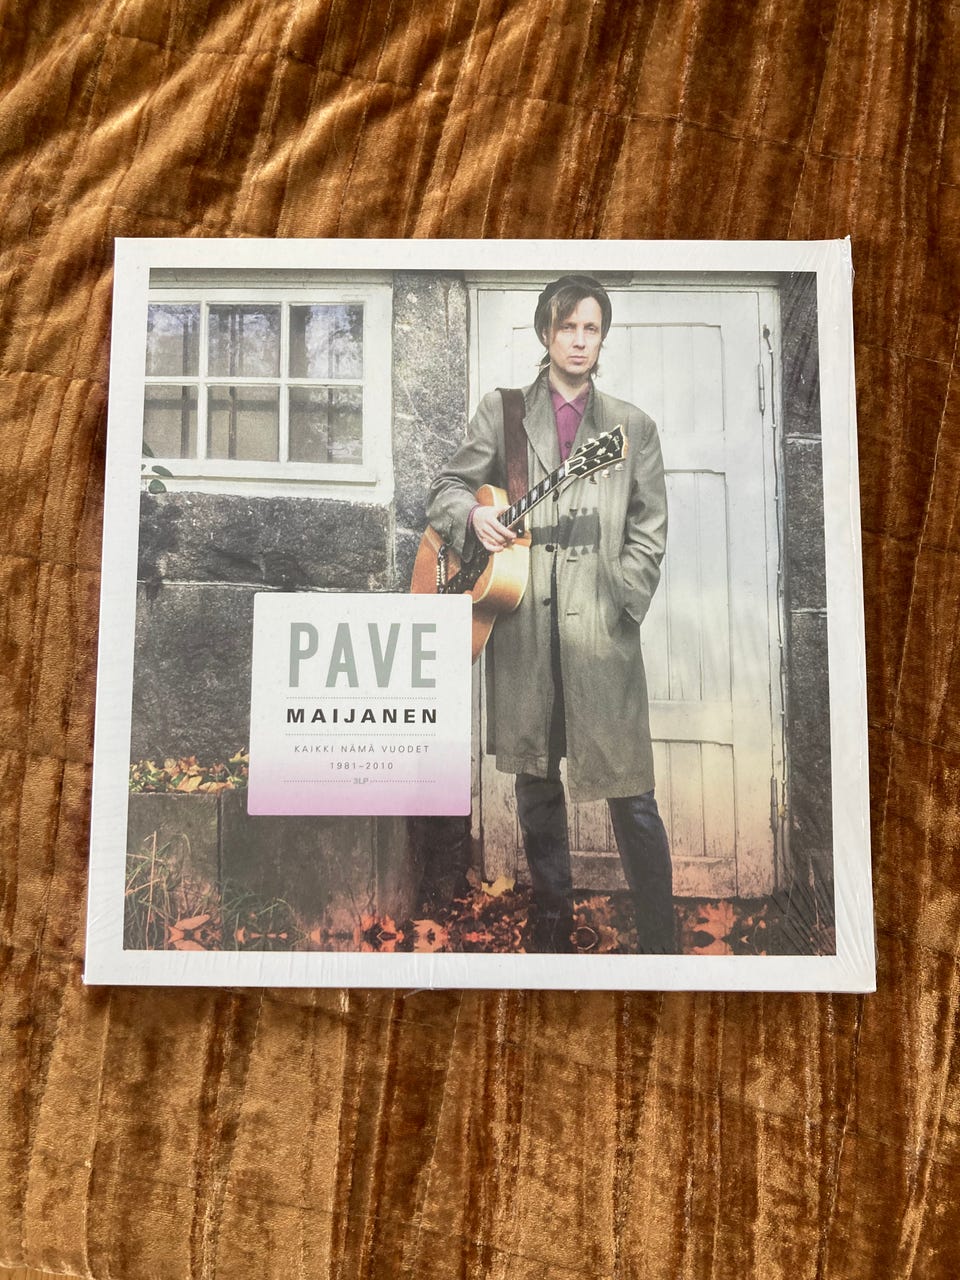 PAVE
MAIJANEN
KAIKKI NÄMÄ VUODET
1981–2010
3LP